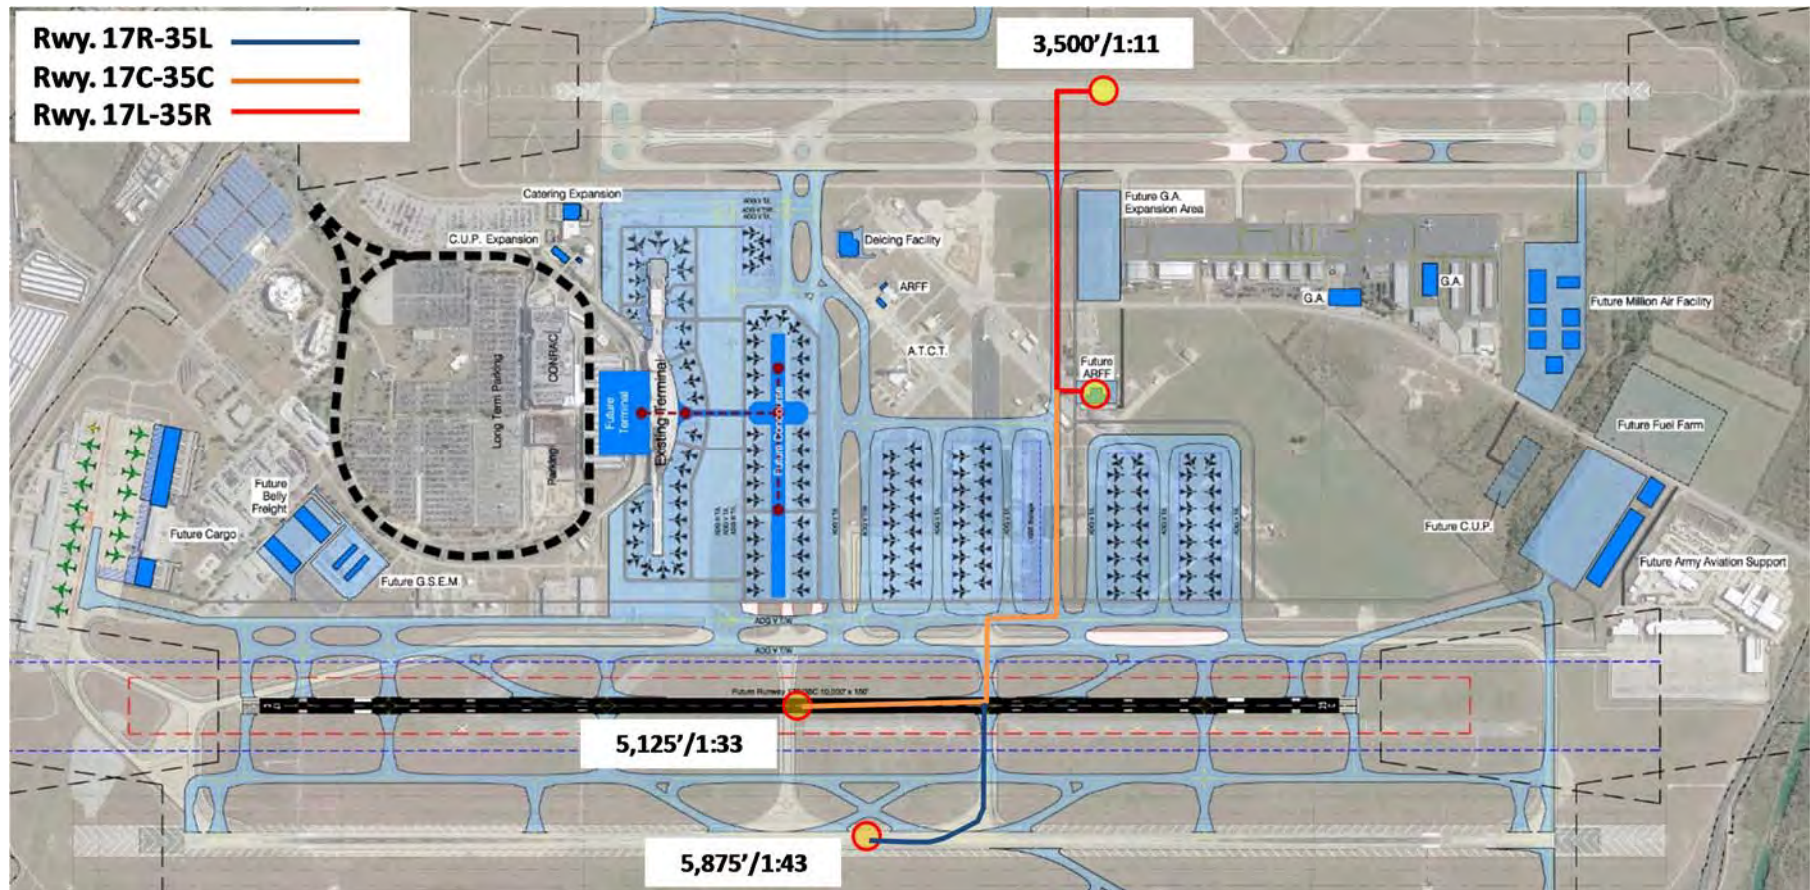 Rwy. 17R-35L
Rwy. 17C-35C
Rwy. 17L-35R
3,500'/1:11
Catering Expansion
C.U.P. Expansion
Deicing Facility
ARFF
A.T.C.T.
Future G.A.
Expansion Area
G.A.
G.A.
Future Million Air Facility
Future
ARFF
Future Fuel Farm
Future C.U.P.
Future Army Aviation Support
Long Term Parking
CONRAC
Parking
Future
Terminal
Existing Terminal
Future Concourse
Future
Belly
Freight
Future Cargo
Future G.S.E.M
ADG V T/W
ADG V T/W
5,125'/1:33
5,875'/1:43